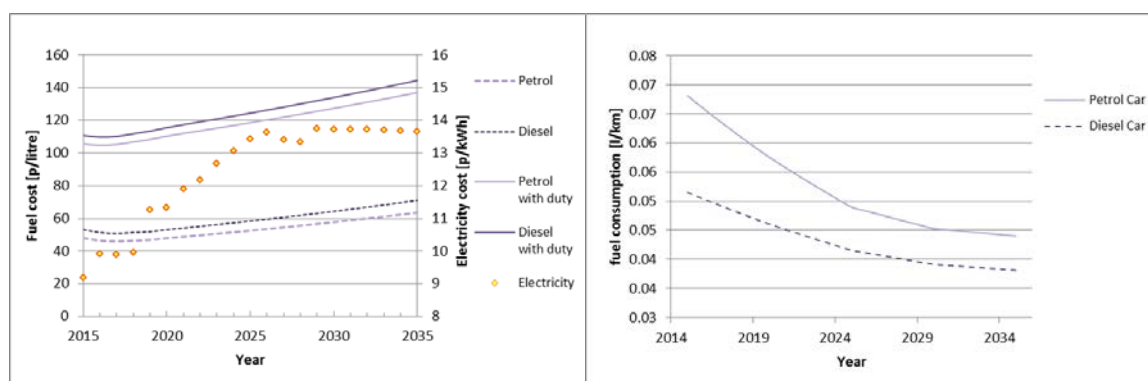 160
140
120
100
80
60
40
20
0
Fuel cost [p/litre]
16
15
14
13
12
11
10
9
8
Electricity cost [p/kWh]
2015 2020 2025 2030 2035
Year
Petrol
Diesel
Petrol
with duty
Diesel
with duty
Electricity
0.08
0.07
0.07
0.06
0.06
0.05
0.05
0.04
0.04
0.03
fuel consumption [l/km]
2014 2019 2024 2029 2034
Year
Petrol Car
Diesel Car